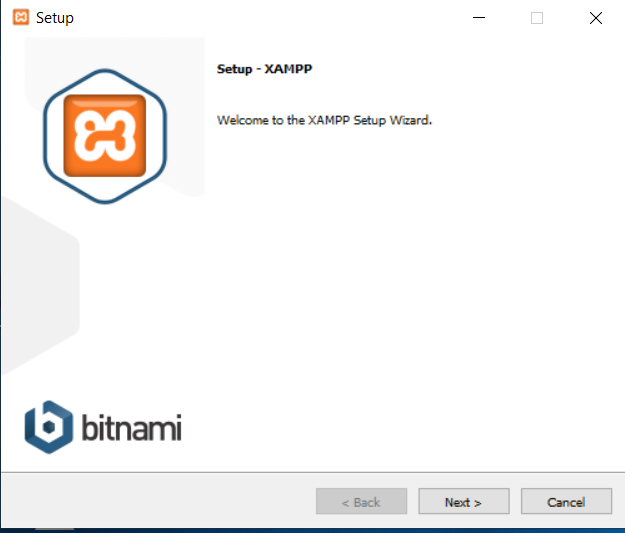 Setup
Setup - XAMPP
Welcome to the XAMPP Setup Wizard.
bitnami
< Back
Next >
Cancel